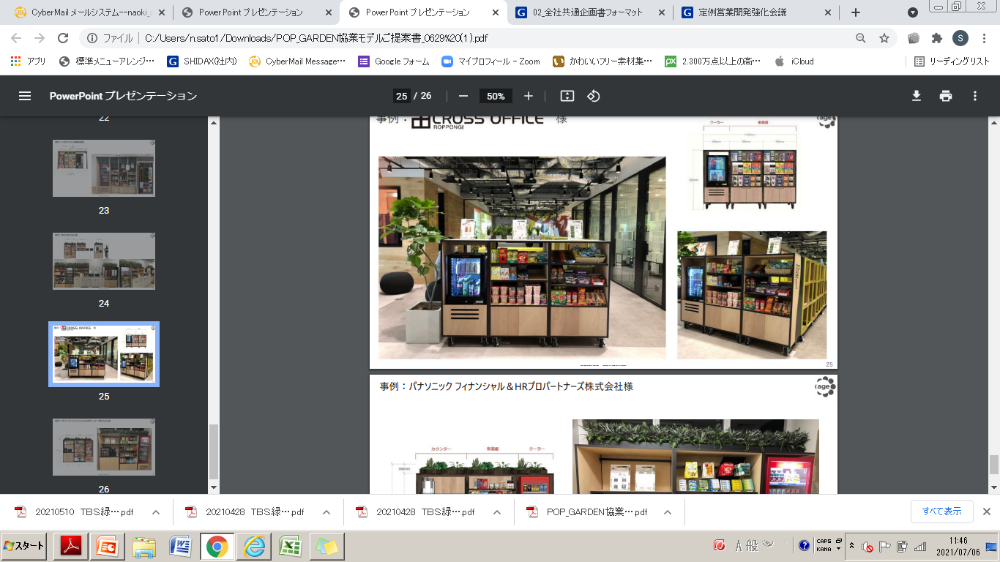 CyberMail メールシステム--naoki_s
PowerPoint プレゼンテーション
PowerPoint プレゼンテーション
02_全社共通企画書フォーマット
定例営業開発強化会議
ファイル
C:/Users/n.sato1/Downloads/POP_GARDEN協業モデルご提案書_0629%20(1).pdf
S
アプリ
標準メニューアレンジ…
SHIDAX(社内)
CyberMail Message…
Google フォーム
マイプロフィール - Zoom
かわいいフリー素材集…
2,300万点以上の高…
iCloud
リーディングリスト
PowerPoint プレゼンテーション
25 / 26
50%
22
23
24
25
26
事例：CROSS OFFICE 様
ROPPONGI
age
クーラー
常温棚
25
事例：パナソニック フィナンシャル＆HRプロパートナーズ株式会社様
age
カウンター
常温棚
クーラー
160mm
20210510 TBS緑…pdf
20210428 TBS緑…pdf
20210428 TBS緑…pdf
POP_GARDEN協業…pdf
すべて表示
スタート
A 般
CAPS
KANA
11:46
2021/07/06